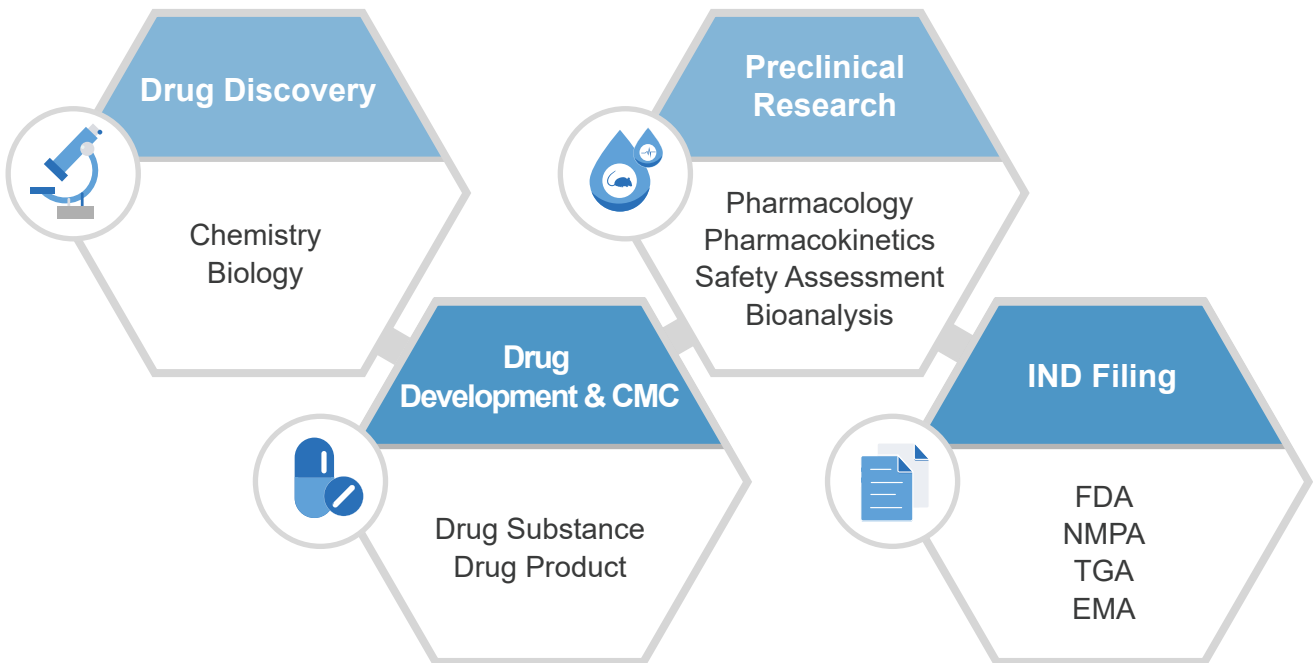 Drug Discovery
Chemistry
Biology
Drug
Development & CMC
Drug Substance
Drug Product
Preclinical
Research
Pharmacology
Pharmacokinetics
Safety Assessment
Bioanalysis
IND Filing
FDA
NMPA
TGA
EMA